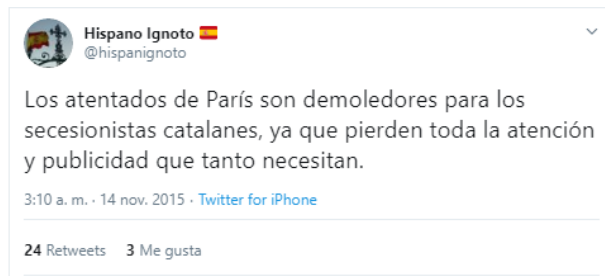 Hispano Ignoto 🇪🇸
@hispanignoto
Los atentados de París son demoledores para los
secesionistas catalanes, ya que pierden toda la atención
y publicidad que tanto necesitan.
3:10 a. m. · 14 nov. 2015 · Twitter for iPhone
24 Retweets 3 Me gusta